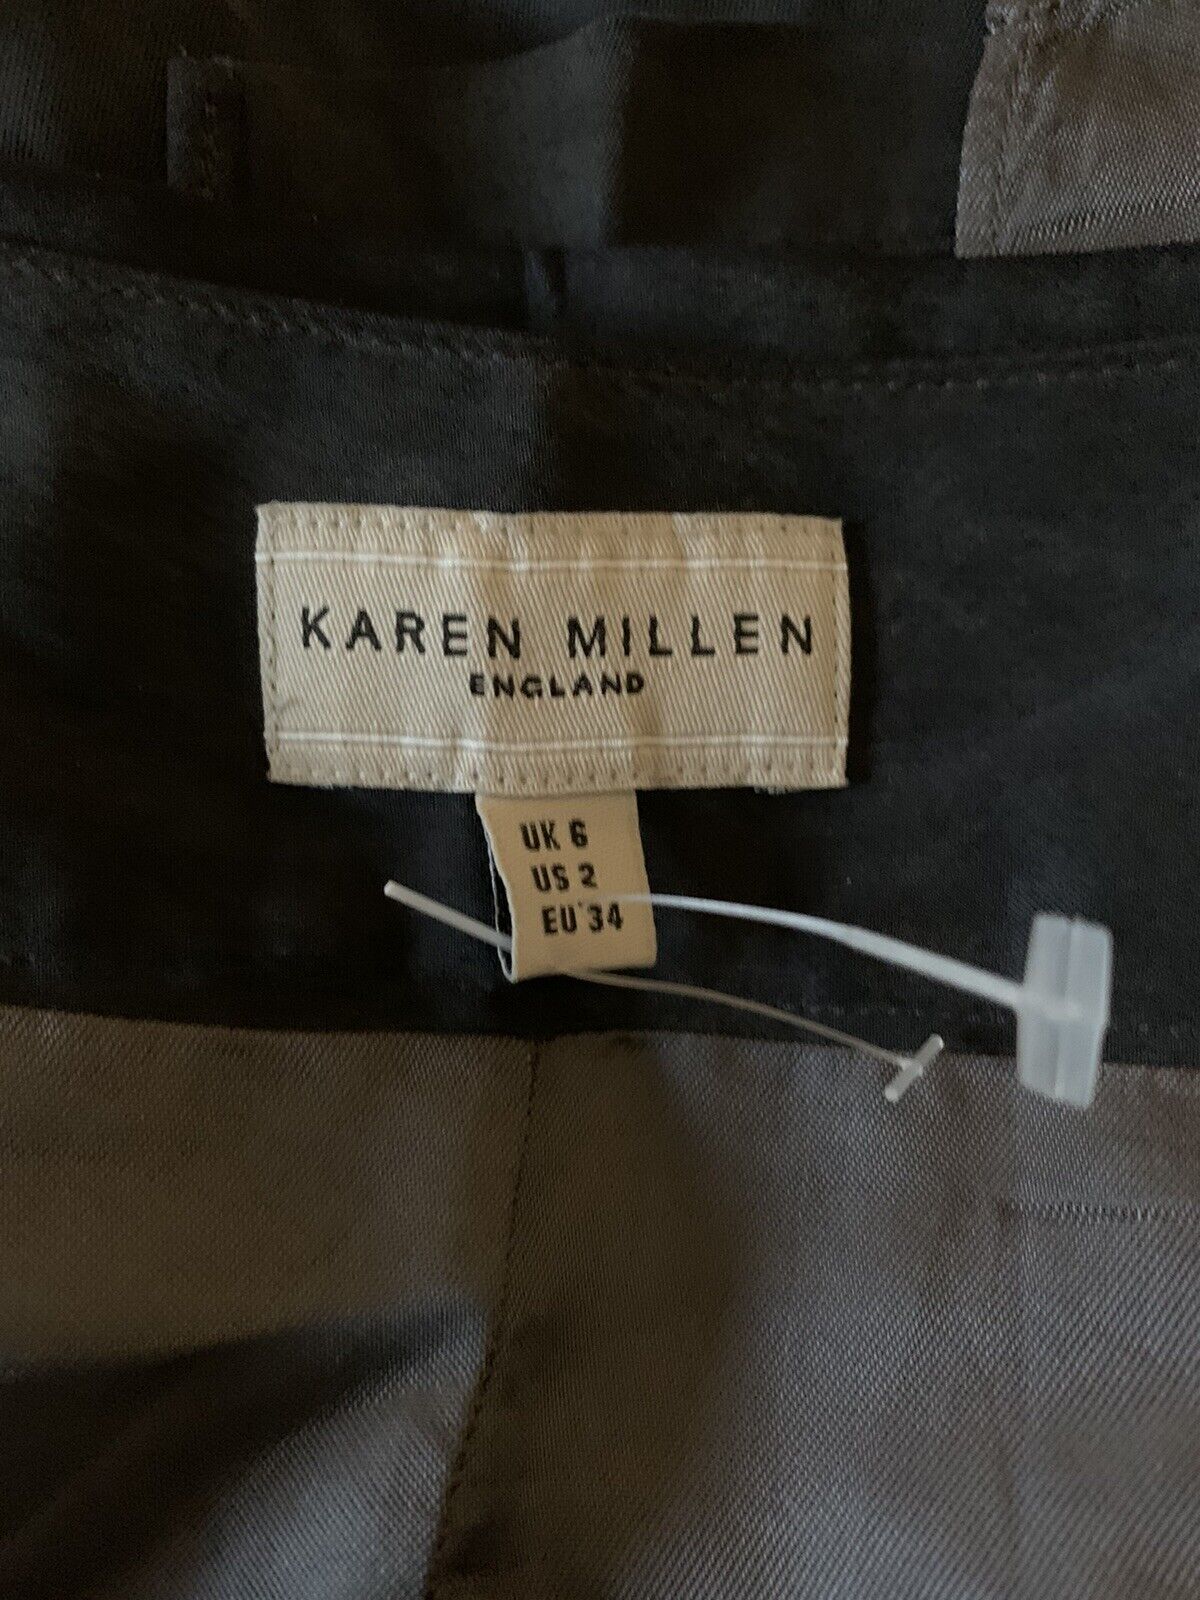 KAREN MILLEN
ENGLAND
UK 6
US 2
EU 34